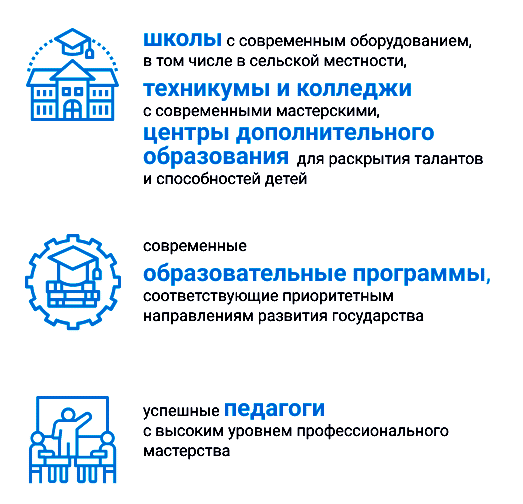 школы с современным оборудованием,
в том числе в сельской местности,
техникумы и колледжи
с современными мастерскими,
центры дополнительного
образования для раскрытия талантов
и способностей детей
современные
образовательные программы,
соответствующие приоритетным
направлениям развития государства
успешные педагоги
с высоким уровнем профессионального
мастерства